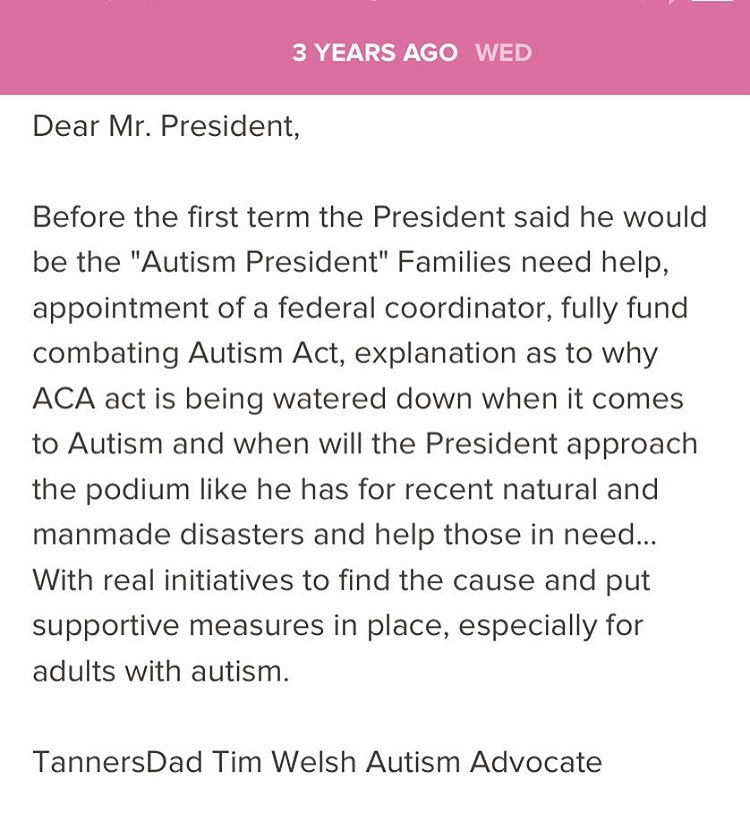 3 YEARS AGO WED
Dear Mr. President,
Before the first term the President said he would
be the "Autism President" Families need help,
appointment of a federal coordinator, fully fund
combating Autism Act, explanation as to why
ACA act is being watered down when it comes
to Autism and when will the President approach
the podium like he has for recent natural and
manmade disasters and help those in need...
With real initiatives to find the cause and put
supportive measures in place, especially for
adults with autism.
TannersDad Tim Welsh Autism Advocate